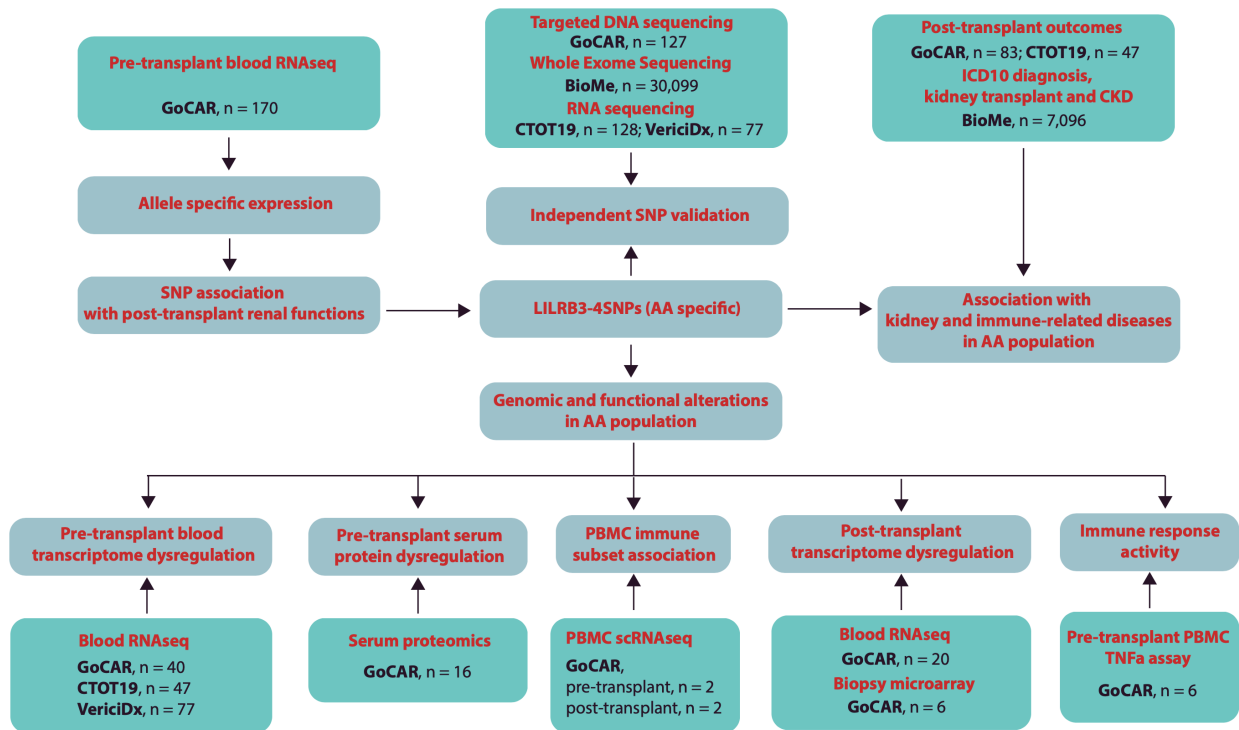 Pre-transplant blood RNAseq
GoCAR, n = 170
Targeted DNA sequencing
GoCAR, n = 127
Whole Exome Sequencing
BioMe, n = 30,099
RNA sequencing
CTOT19, n = 128; VericiDx, n = 77
Post-transplant outcomes
GoCAR, n = 83; CTOT19, n = 47
ICD10 diagnosis,
kidney transplant and CKD
BioMe, n = 7,096
Allele specific expression
Independent SNP validation
SNP association
with post-transplant renal functions
LILRB3-4SNPs (AA specific)
Association with
kidney and immune-related diseases
in AA population
Genomic and functional alterations
in AA population
Pre-transplant blood
transcriptome dysregulation
Pre-transplant serum
protein dysregulation
PBMC immune
subset association
Post-transplant
transcriptome dysregulation
Immune response
activity
Blood RNAseq
GoCAR, n = 40
CTOT19, n = 47
VericiDx, n = 77
Serum proteomics
GoCAR, n = 16
PBMC scRNAseq
GoCAR,
pre-transplant, n = 2
post-transplant, n = 2
Blood RNAseq
GoCAR, n = 20
Biopsy microarray
GoCAR, n = 6
Pre-transplant PBMC
TNFa assay
GoCAR, n = 6